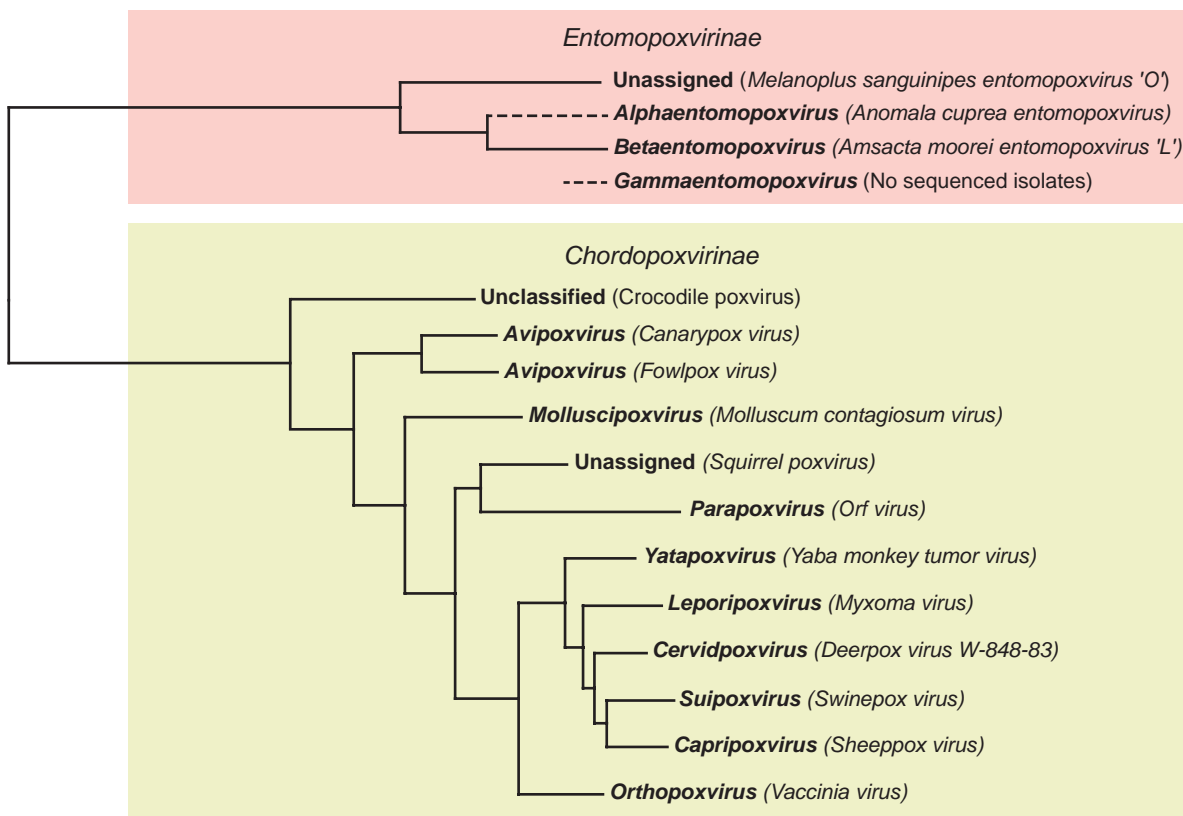 Entomopoxvirinae
Unassigned (Melanoplus sanguinipes entomopoxvirus 'O')
Alphaentomopoxvirus (Anomala cuprea entomopoxvirus)
Betaentomopoxvirus (Amsacta moorei entomopoxvirus 'L')
Gammaentomopoxvirus (No sequenced isolates)
Chordopoxvirinae
Unclassified (Crocodile poxvirus)
Avipoxvirus (Canarypox virus)
Avipoxvirus (Fowlpox virus)
Molluscipoxvirus (Molluscum contagiosum virus)
Unassigned (Squirrel poxvirus)
Parapoxvirus (Orf virus)
Yatapoxvirus (Yaba monkey tumor virus)
Leporipoxvirus (Myxoma virus)
Cervidpoxvirus (Deerpox virus W-848-83)
Suipoxvirus (Swinepox virus)
Capripoxvirus (Sheeppox virus)
Orthopoxvirus (Vaccinia virus)